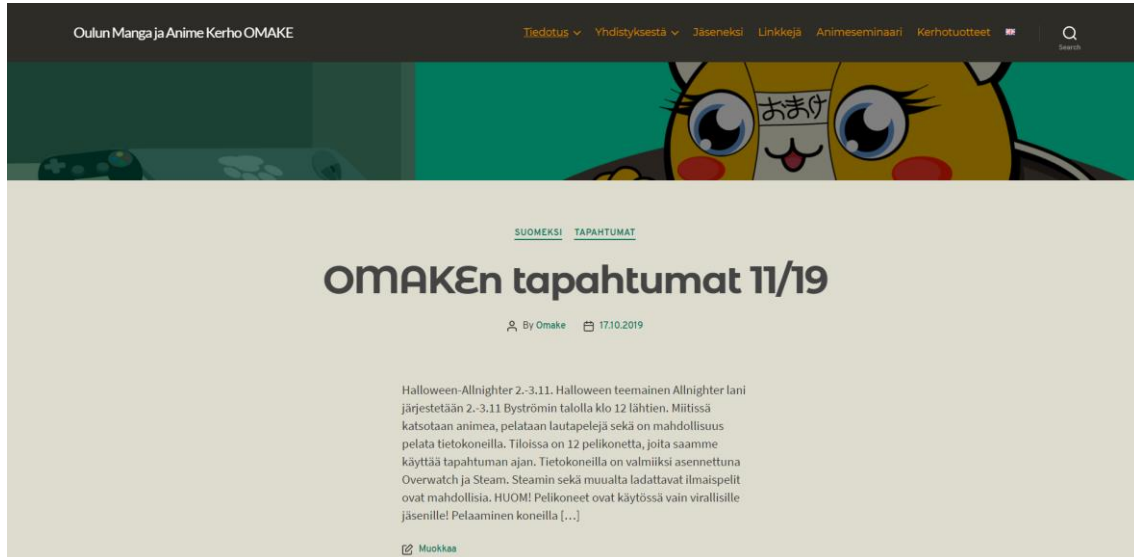 Oulun Manga ja Anime Kerho OMAKE
Tiedotus Yhdistyksestä Jäseneksi Linkkejä Animeseminaari Kerhotuotteet
Search
おまけ
SUOMEKSI TAPAHTUMAT
OMAKEn tapahtumat 11/19
By Omake 17.10.2019
Halloween-Allnighter 2.-3.11. Halloween teemainen Allnighter lani
järjestetään 2.-3.11 Byströmin talolla klo 12 lähtien. Miitissä
katsotaan animea, pelataan lautapelejä sekä on mahdollisuus
pelata tietokoneilla. Tiloissa on 12 pelikonetta, joita saamme
käyttää tapahtuman ajan. Tietokoneilla on valmiiksi asennettuna
Overwatch ja Steam. Steamin sekä muualta ladattavat ilmaispelit
ovat mahdollisia. HUOM! Pelikoneet ovat käytössä vain virallisille
jäsenille! Pelaaminen koneilla […]
Muokkaa